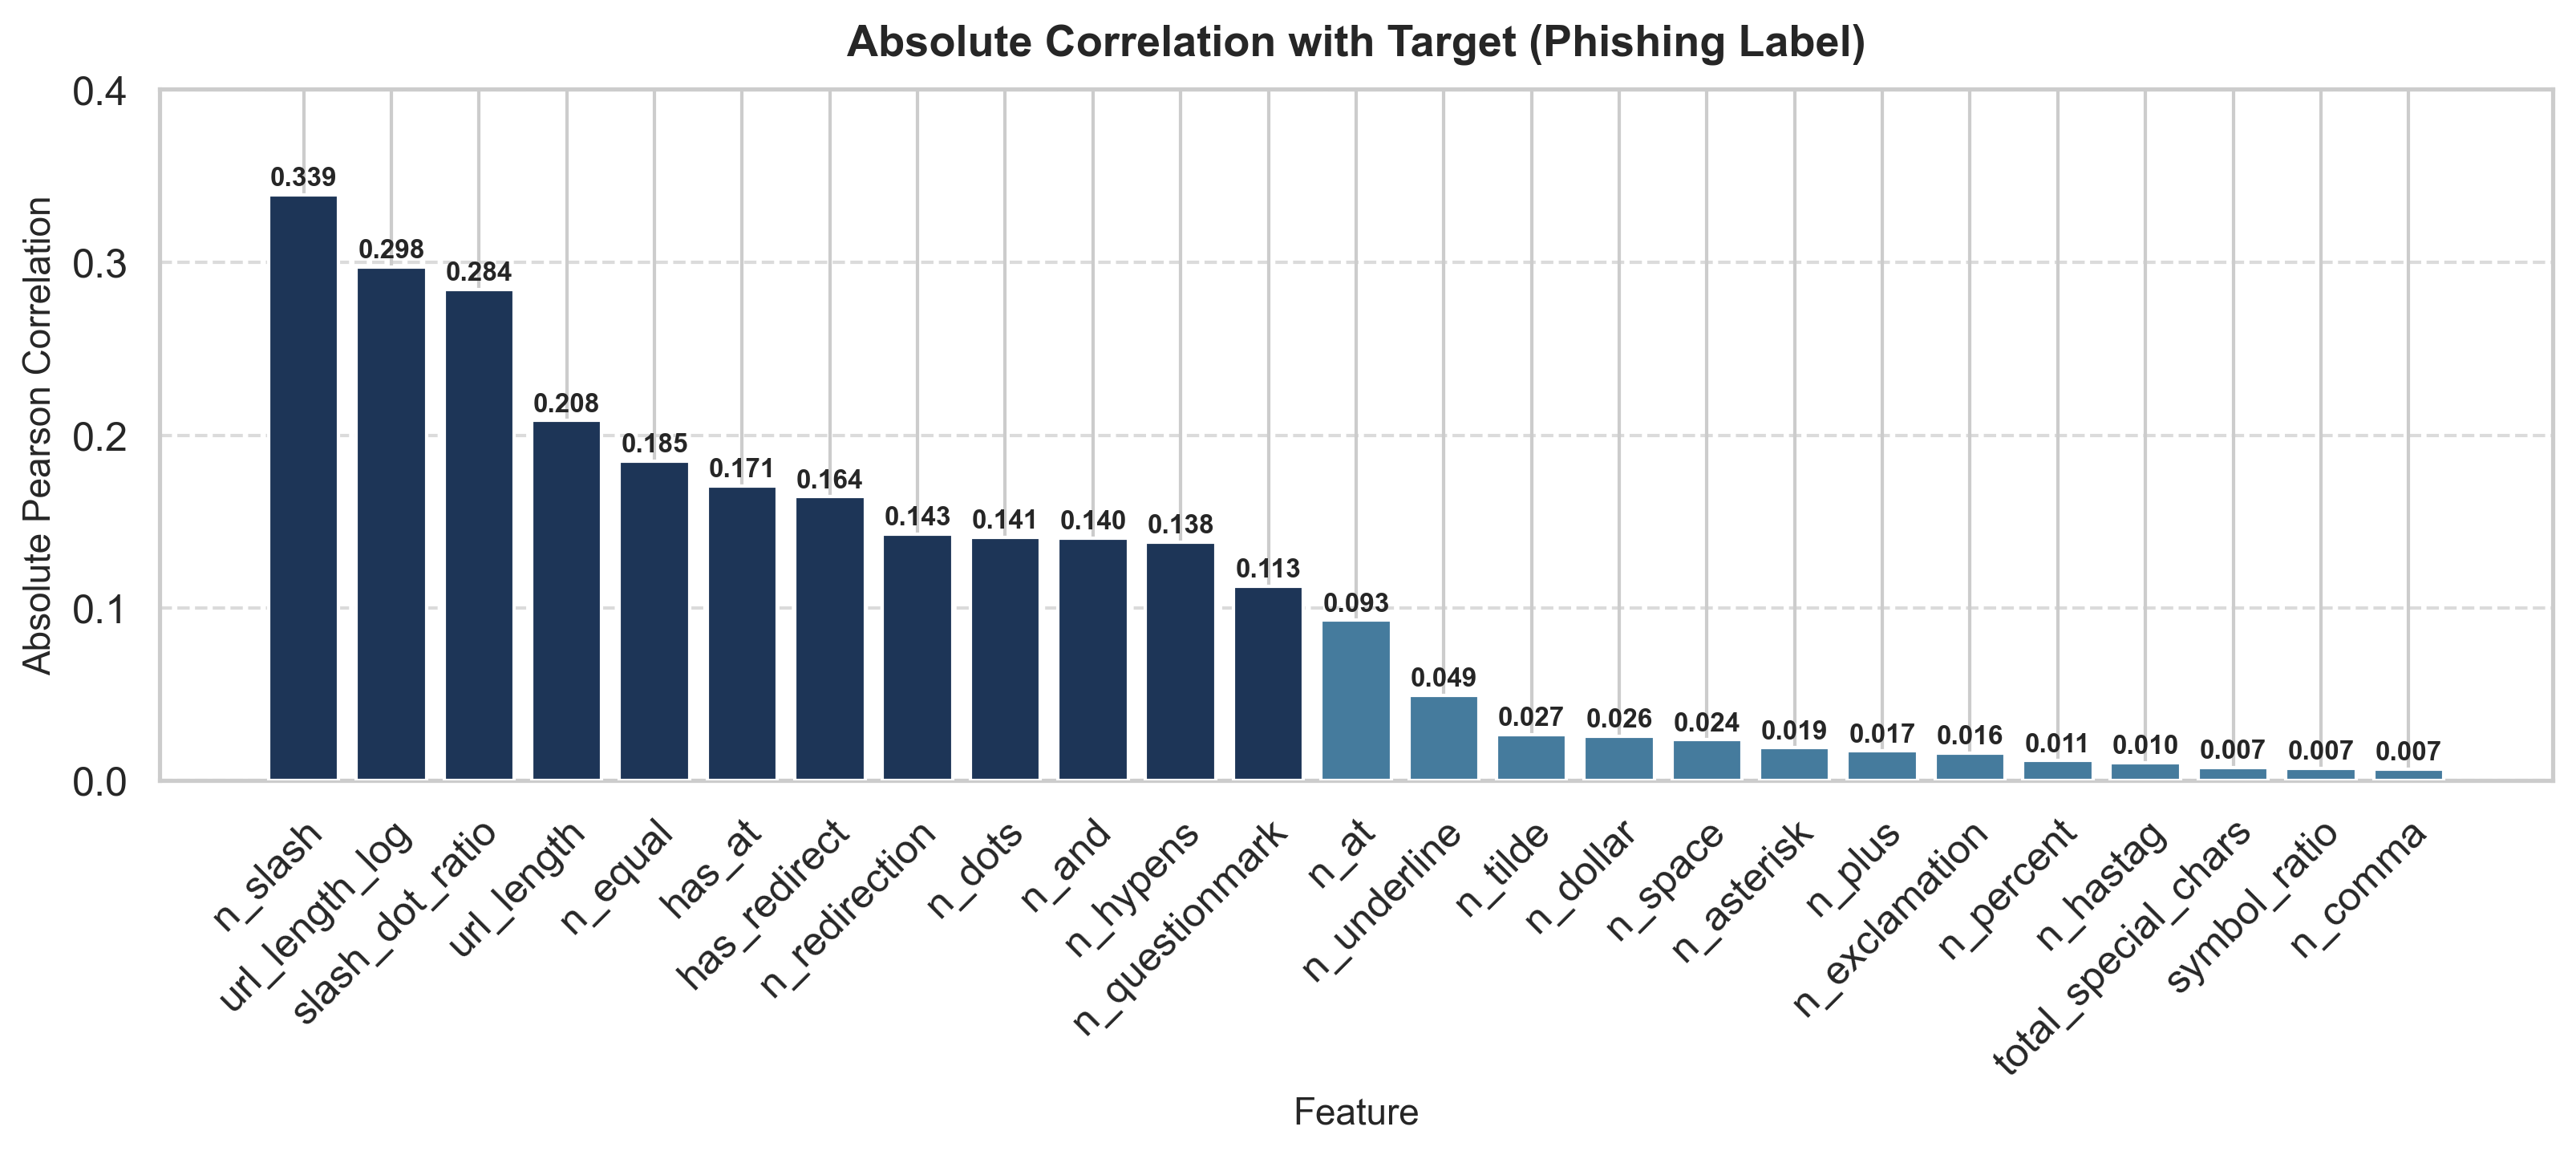 Absolute Correlation with Target (Phishing Label)
Absolute Pearson Correlation
0.4
0.3
0.2
0.1
0.0
0.339
0.298
0.284
0.208
0.185
0.171
0.164
0.143
0.141
0.140
0.138
0.113
0.093
0.049
0.027
0.026
0.024
0.019
0.017
0.016
0.011
0.010
0.007
0.007
0.007
n_slash
url_length_log
slash_dot_ratio
url_length
n_equal
has_at
has_redirect
n_redirection
n_dots
n_and
n_hypens
n_questionmark
n_at
n_underline
n_tilde
n_dollar
n_space
n_asterisk
n_plus
n_exclamation
n_percent
n_hastag
total_special_chars
symbol_ratio
n_comma
Feature